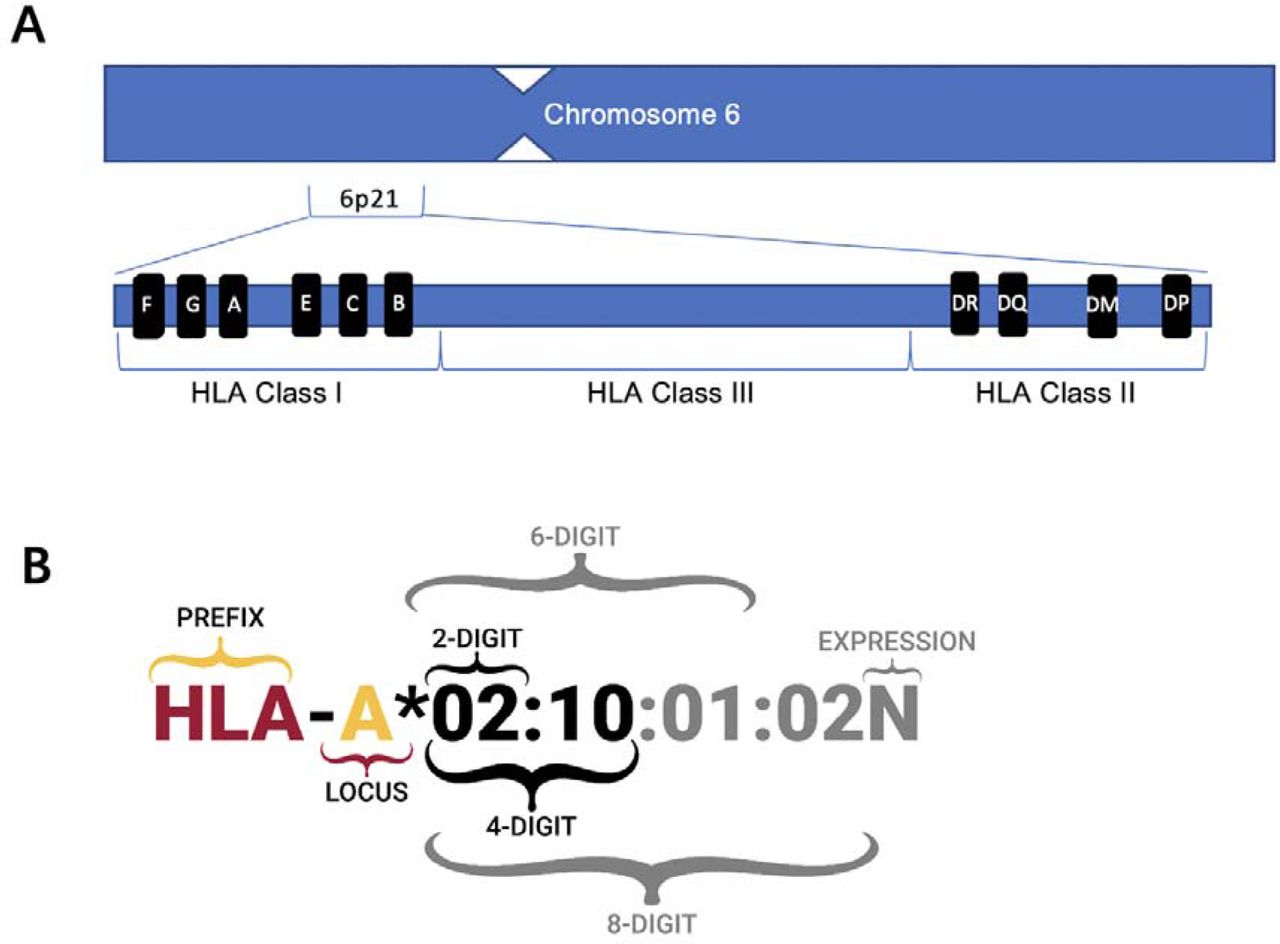 A
Chromosome 6
6p21
F G A E C B DR DQ DM DP
HLA Class I HLA Class III HLA Class II
B
6-DIGIT
PREFIX
2-DIGIT
EXPRESSION
HLA-A*02:10:01:02N
LOCUS
4-DIGIT
8-DIGIT